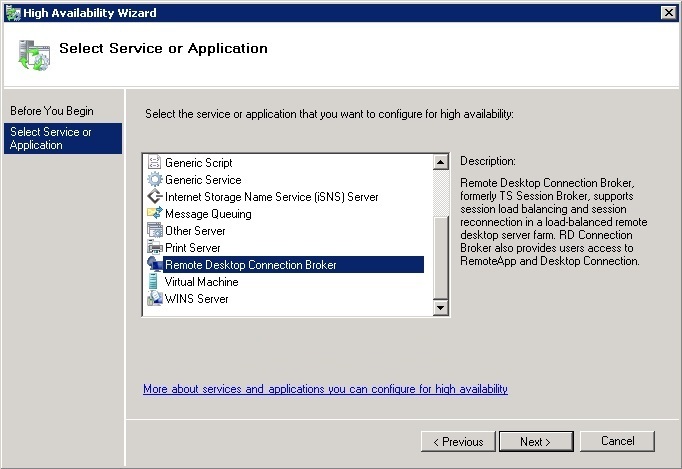 High Availability Wizard
Select Service or Application
Before You Begin
Select Service or
Application
Select the service or application that you want to configure for high availability:
Generic Script
Generic Service
Internet Storage Name Service (iSNS) Server
Message Queuing
Other Server
Print Server
Remote Desktop Connection Broker
Virtual Machine
WINS Server
Description:
Remote Desktop Connection Broker,
formerly TS Session Broker, supports
session load balancing and session
reconnection in a load-balanced remote
desktop server farm. RD Connection
Broker also provides users access to
RemoteApp and Desktop Connection.
More about services and applications you can configure for high availability
< Previous
Next >
Cancel